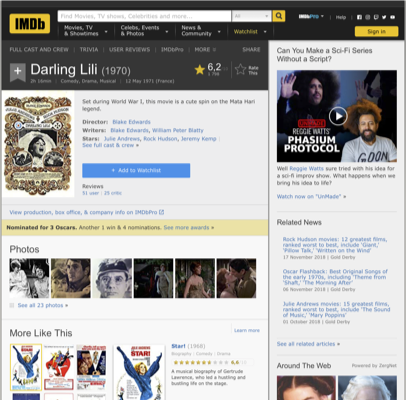 IMDb
Find Movies, TV shows, Celebrities and more...
All
IMDbPro
Help
Movies, TV
& Showtimes
Celebs, Events
& Photos
News &
Community
Watchlist
Sign in
FULL CAST AND CREW | TRIVIA | USER REVIEWS | IMDbPro | MORE
SHARE
Darling Lili (1970)
2h 16min | Comedy, Drama, Musical | 12 May 1971 (France)
6,2
Rate
This
Set during World War I, this movie is a cute spin on the Mata Hari
legend.
Director: Blake Edwards
Writers: Blake Edwards, William Peter Blatty
Stars: Julie Andrews, Rock Hudson, Jeremy Kemp |
See full cast & crew »
+ Add to Watchlist
Reviews
51 user | 25 critic
View production, box office, & company info on IMDbPro
Nominated for 3 Oscars. Another 1 win & 4 nominations. See more awards »
Photos
See all 23 photos »
More Like This
Learn more
STAR!
Star! (1968)
Biography | Comedy | Drama
A musical biography of Gertrude
Lawrence, who led a hustling and
bustling life on the stage.
Can You Make a Sci-Fi Series
Without a Script?
REGGIE WATTS'
PHASIUM
PROTOCOL
Well Reggie Watts sure tried with his idea for
a sci-fi improv show. What happens when we
bring his idea to life?
Watch now on "UnMade" »
Related News
Rock Hudson movies: 12 greatest films,
ranked worst to best, include 'Giant,'
'Pillow Talk,' 'Written on the Wind'
17 November 2018 | Gold Derby
Oscar Flashback: Best Original Songs of
the early 1970s, including 'Theme from
'Shaft,' 'The Morning After'
06 November 2018 | Gold Derby
Julie Andrews movies: 15 greatest films,
ranked worst to best, include 'The Sound
of Music,' 'Mary Poppins'
01 October 2018 | Gold Derby
See all related articles »
Around The Web
Powered by ZergNet